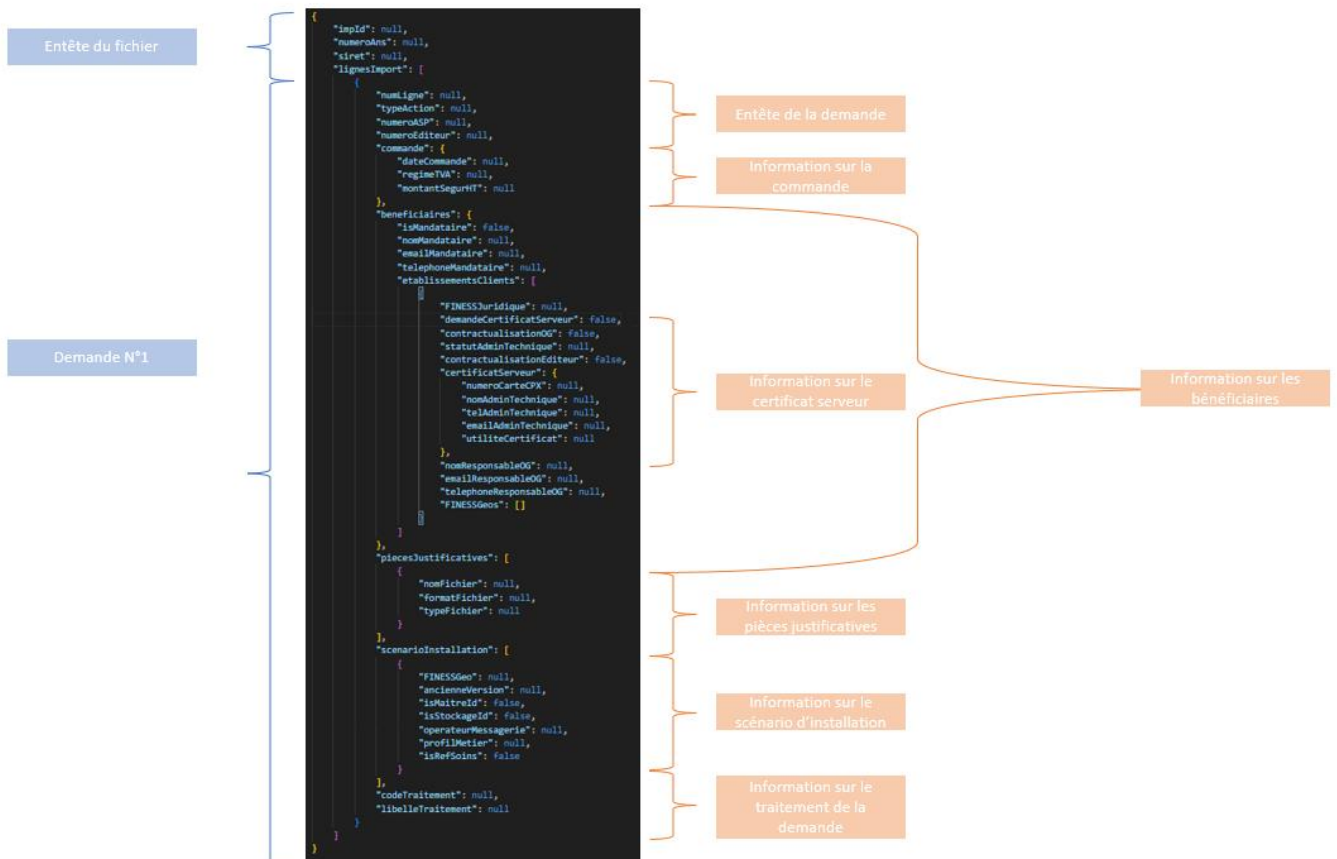 Entête du fichier
Demande N°1
{
"impId": null,
"numeroAns": null,
"siret": null,
"lignesImport": [
{
"numLigne": null,
"typeAction": null,
"numeroASP": null,
"numeroEditeur": null,
"commande": {
"dateCommande": null,
"regimeTVA": null,
"montantSegurHT": null
},
"beneficiaires": {
"isMandataire": false,
"nomMandataire": null,
"emailMandataire": null,
"telephoneMandataire": null,
"etablissementsClients": [
{
"FINESSJuridique": null,
"demandeCertificatServeur": false,
"contractualisationOG": false,
"statutAdminTechnique": null,
"contractualisationEditeur": false,
"certificatServeur": {
"numeroCarteCPX": null,
"nomAdminTechnique": null,
"telAdminTechnique": null,
"emailAdminTechnique": null,
"utiliteCertificat": null
},
"nomResponsableOG": null,
"emailResponsableOG": null,
"telephoneResponsableOG": null,
"FINESSGeos": []
}
]
},
"piecesJustificatives": [
{
"nomFichier": null,
"formatFichier": null,
"typeFichier": null
}
],
"scenarioInstallation": [
{
"FINESSGeo": null,
"ancienneVersion": null,
"isMaitreId": false,
"isStockageId": false,
"operateurMessagerie": null,
"profilMetier": null,
"isRefSoins": false
}
],
"codeTraitement": null,
"libelleTraitement": null
}
]
}
Entête de la demande
Information sur la
commande
Information sur le
certificat serveur
Information sur les
bénéficiaires
Information sur les
pièces justificatives
Information sur le
scénario d'installation
Information sur le
traitement de la
demande